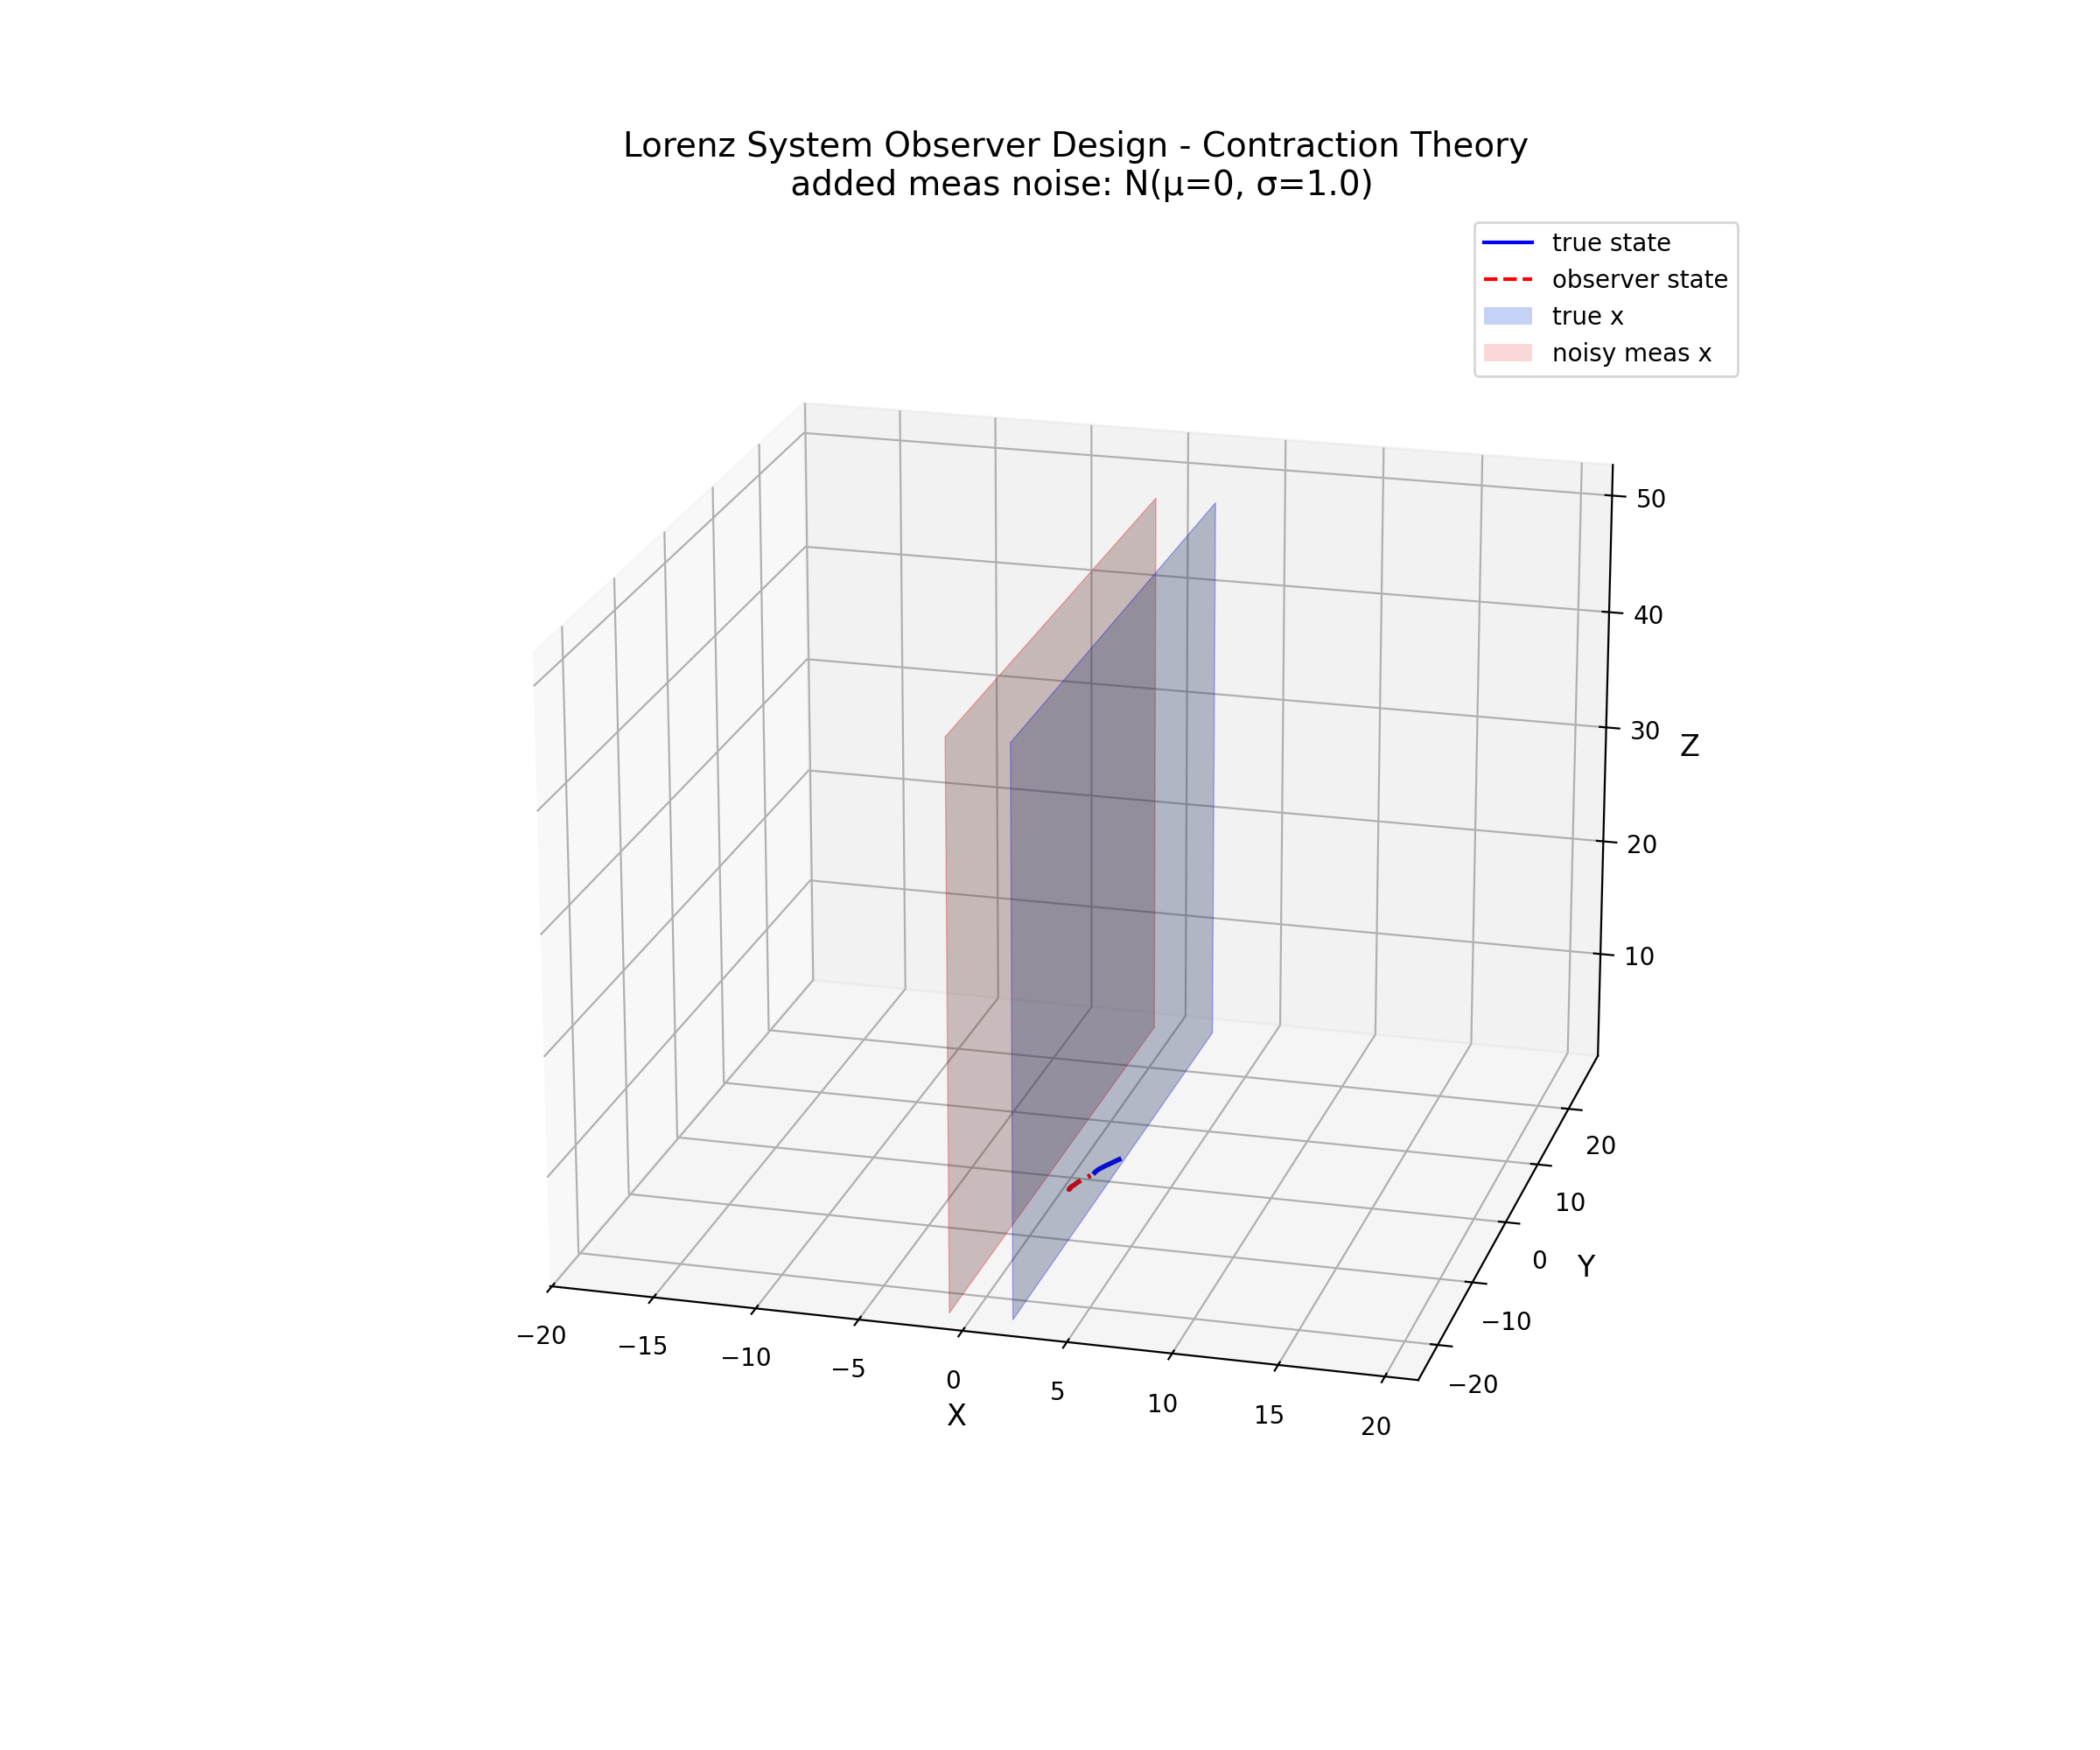 Lorenz System Observer Design - Contraction Theory
added meas noise: N(μ=0, σ=1.0)
true state
observer state
true x
noisy meas x
50
40
30
Z
20
10
20
10
0
Y
−10
−20
−20
−15
−10
−5
0
5
10
15
20
X